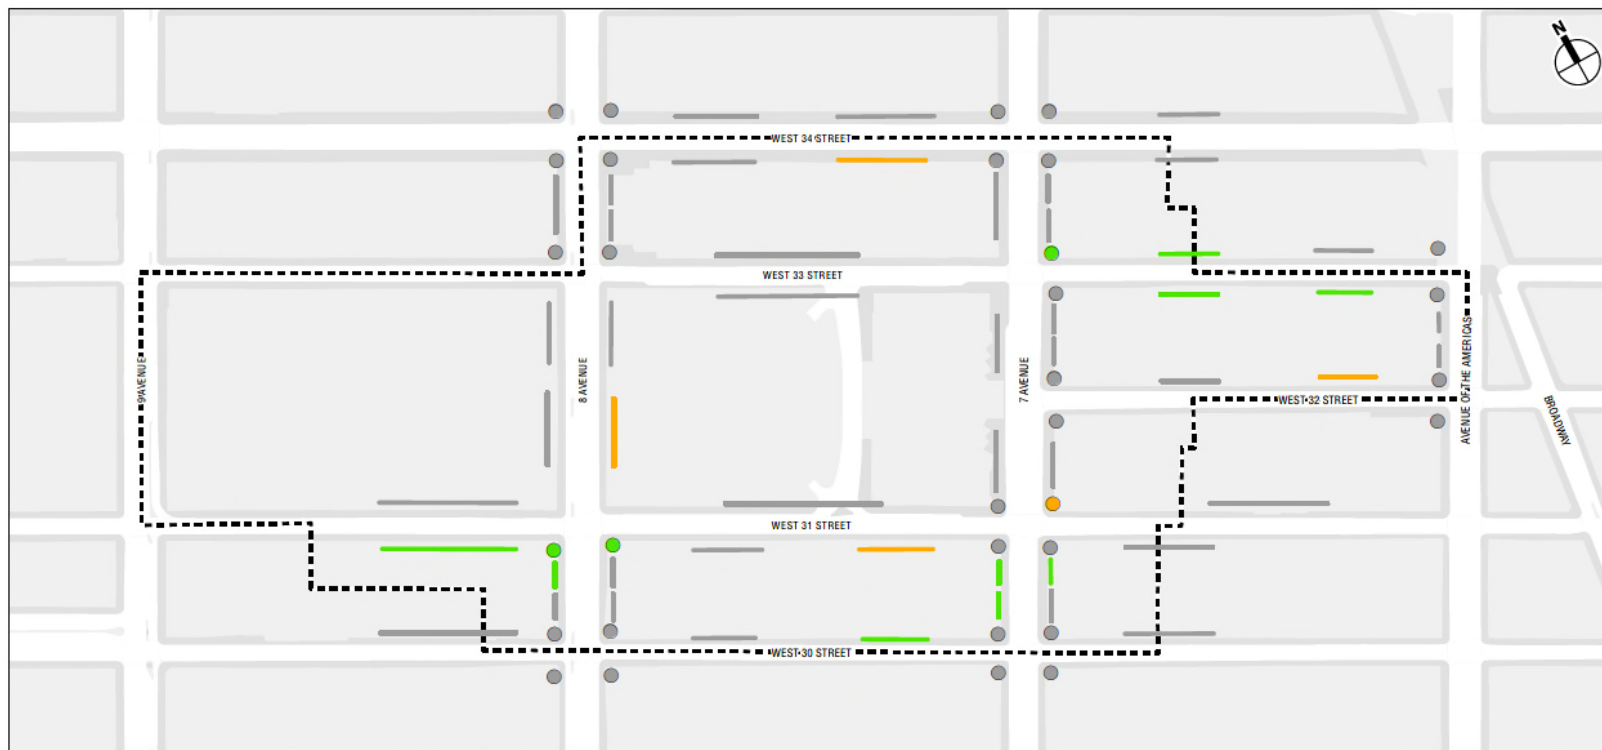 N
WEST 34 STREET
WEST 33 STREET
9 AVENUE
8 AVENUE
7 AVENUE
AVENUE OF THE AMERICAS
WEST 32 STREET
BROADWAY
WEST 31 STREET
WEST 30 STREET